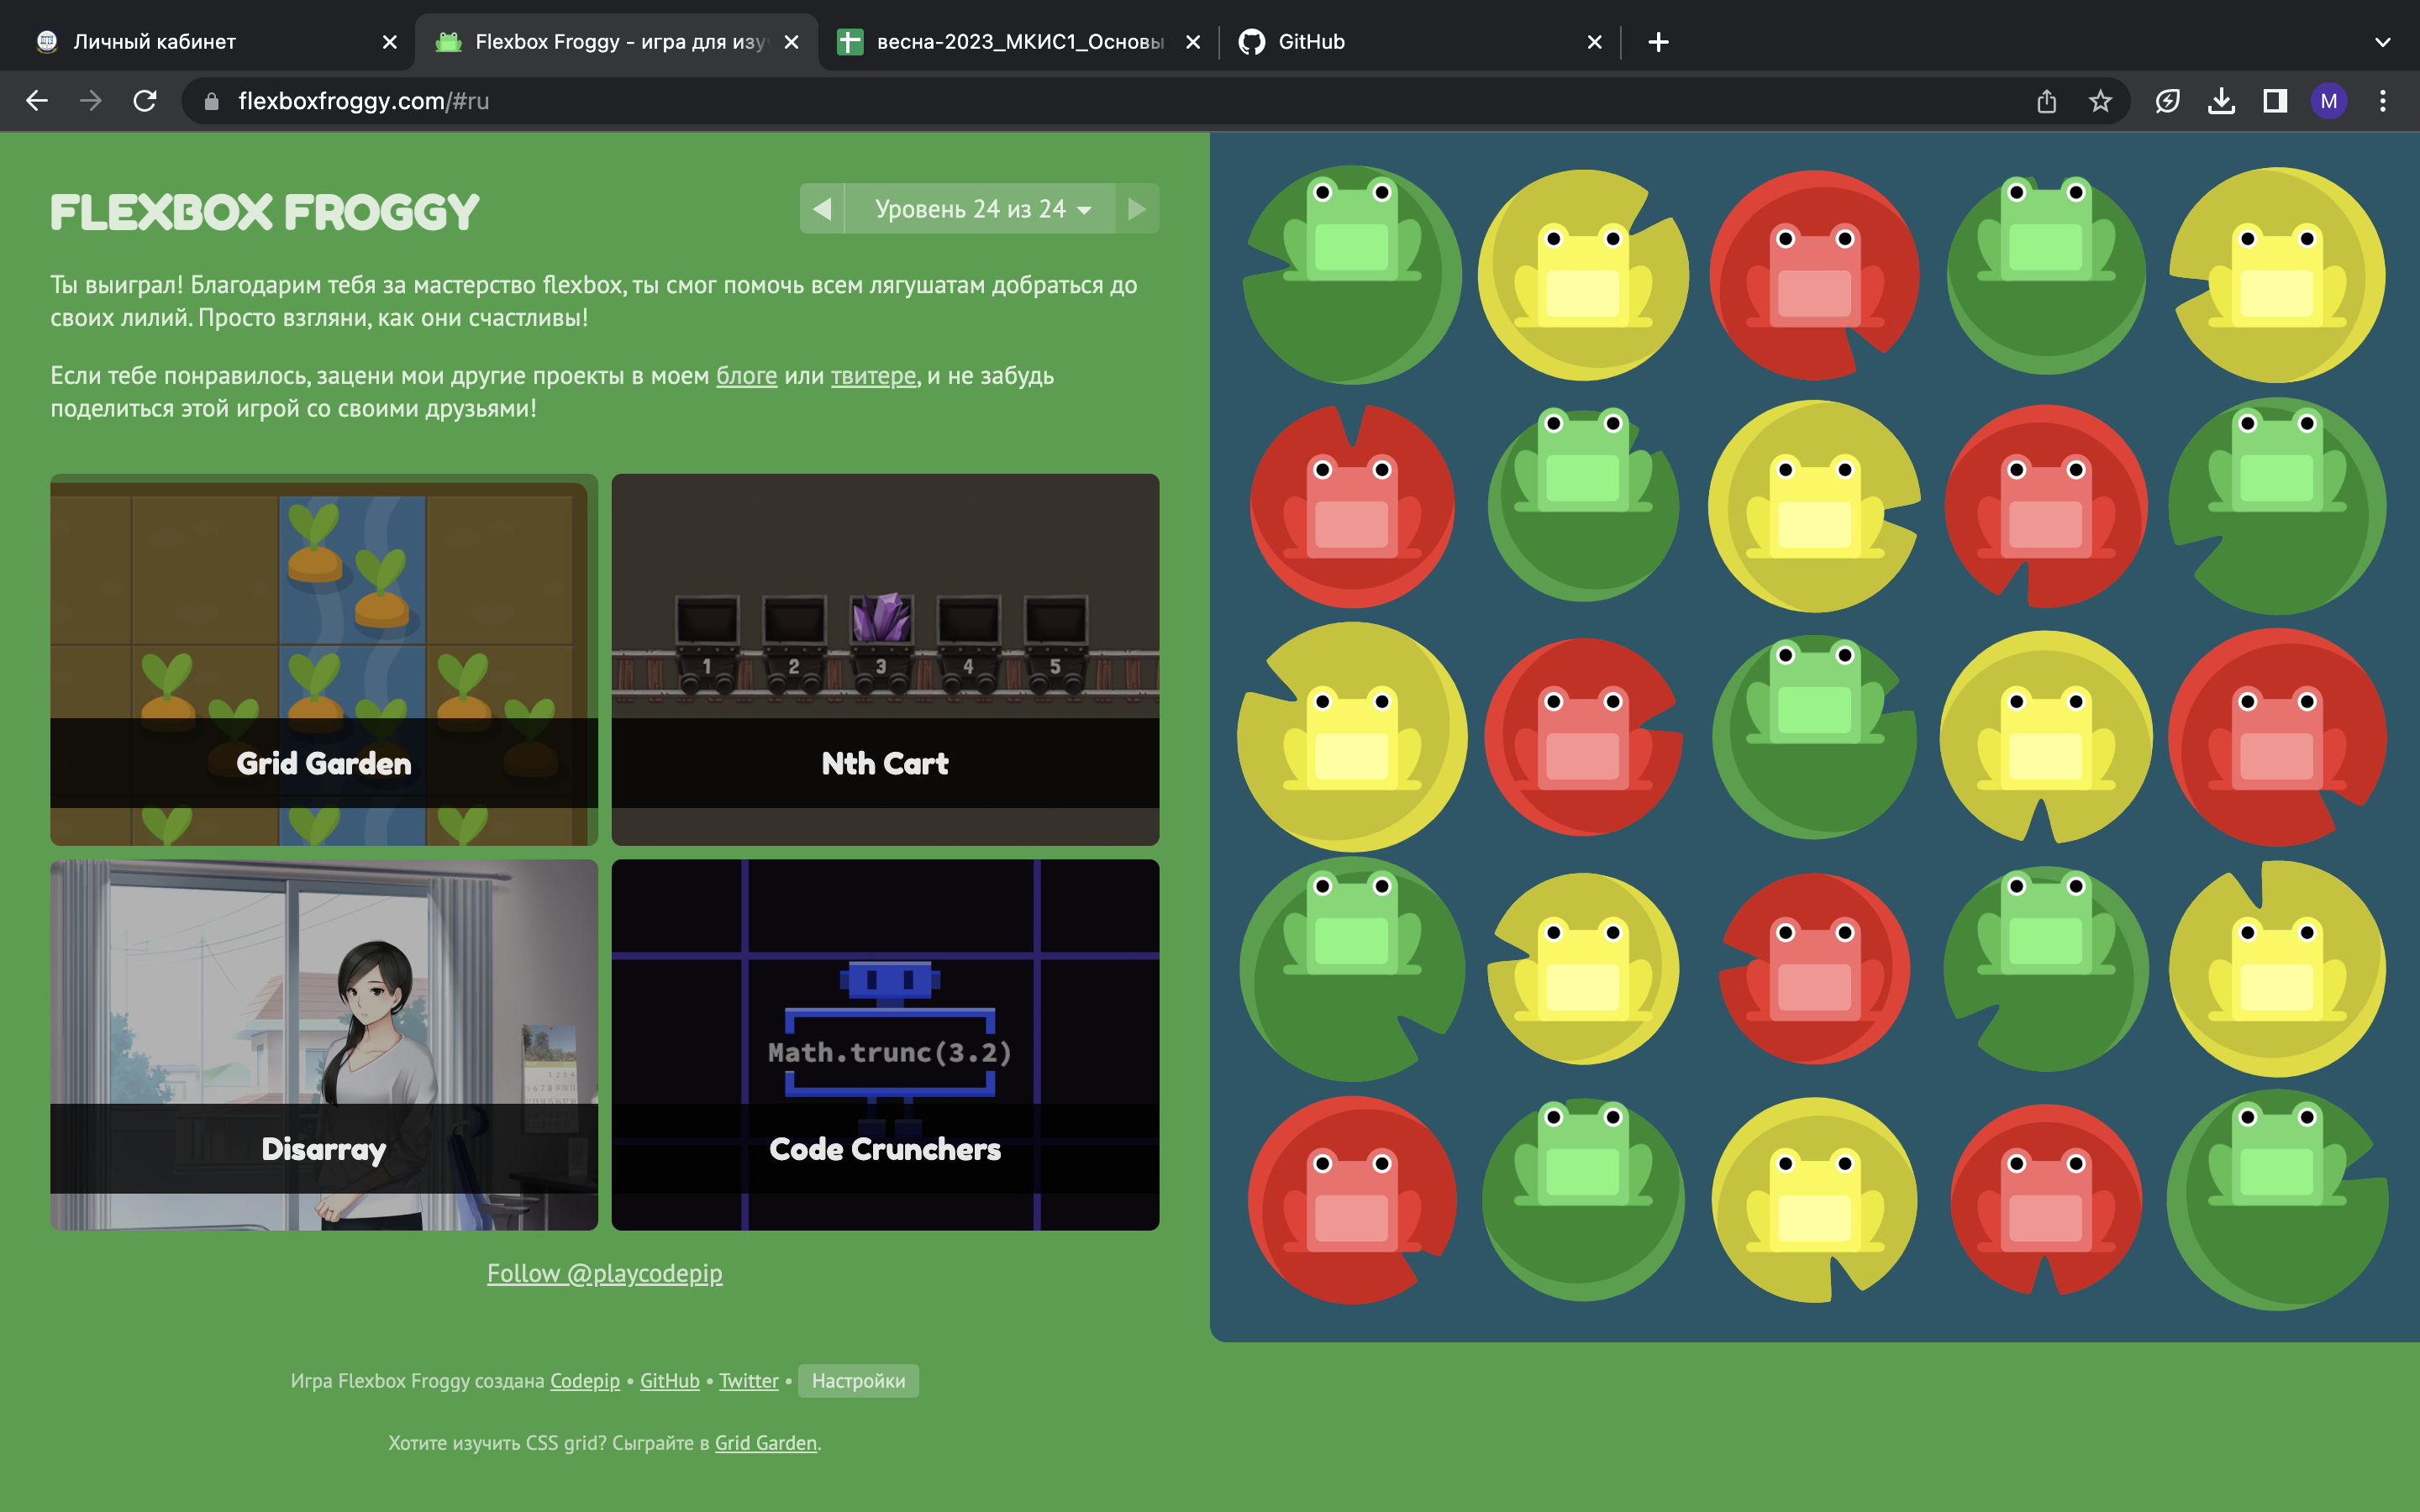 Личный кабинет
Flexbox Froggy - игра для изу
весна-2023_МКИС1_Основы
GitHub
flexboxfroggy.com/#ru
M
FLEXBOX FROGGY
Уровень 24 из 24
Ты выиграл! Благодарим тебя за мастерство flexbox, ты смог помочь всем лягушатам добраться до
своих лилий. Просто взгляни, как они счастливы!
Если тебе понравилось, зацени мои другие проекты в моем блоге или твитере, и не забудь
поделиться этой игрой со своими друзьями!
1 2 3 4 5
Grid Garden
Nth Cart
Math.trunc(3.2)
Disarray
Code Crunchers
Follow @playcodepip
Игра Flexbox Froggy создана Codepip • GitHub • Twitter • Настройки
Хотите изучить CSS grid? Сыграйте в Grid Garden.